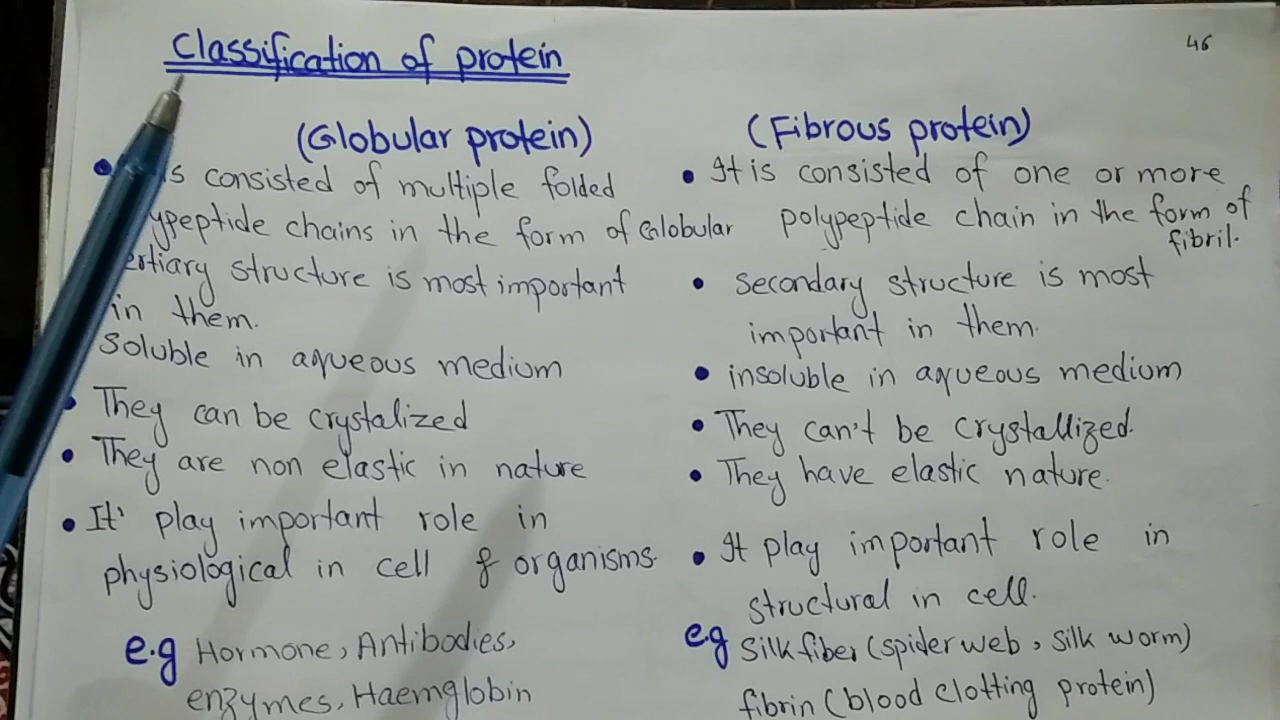 Classification of protein
46
(Globular protein)
is consisted of multiple folded
ypeptide chains in the form of Globular
ertiary structure is most important
in them.
Soluble in aqueous medium
They can be crystalized
They are non elastic in nature
It' play important role in
physiological in cell & organisms.
e.g Hormone, Antibodies,
enzymes, Haemglobin
(Fibrous protein)
It is consisted of one or more
polypeptide chain in the form of
fibril.
secondary structure is most
important in them.
insoluble in aqueous medium
They can't be crystallized.
They have elastic nature.
It play important role in
structural in cell.
eg Silk fiber (spider web, silk worm)
fibrin (blood clotting protein)